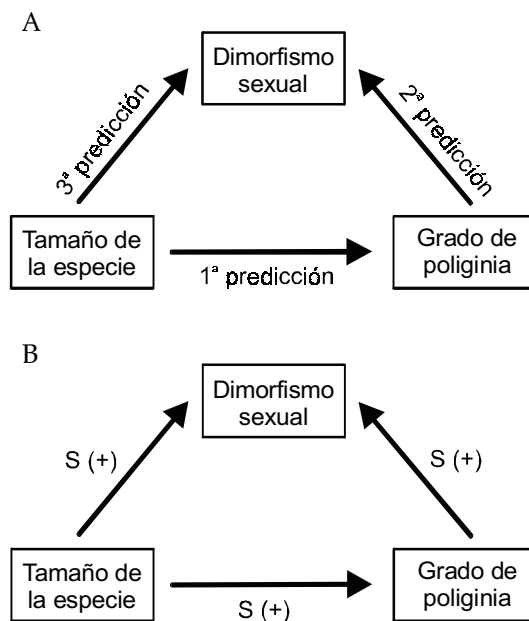 A
Dimorfismo
sexual
3ª predicción
2ª predicción
Tamaño de
la especie
1ª predicción
Grado de
poliginia
B
Dimorfismo
sexual
S (+)
S (+)
Tamaño de
la especie
S (+)
Grado de
poliginia